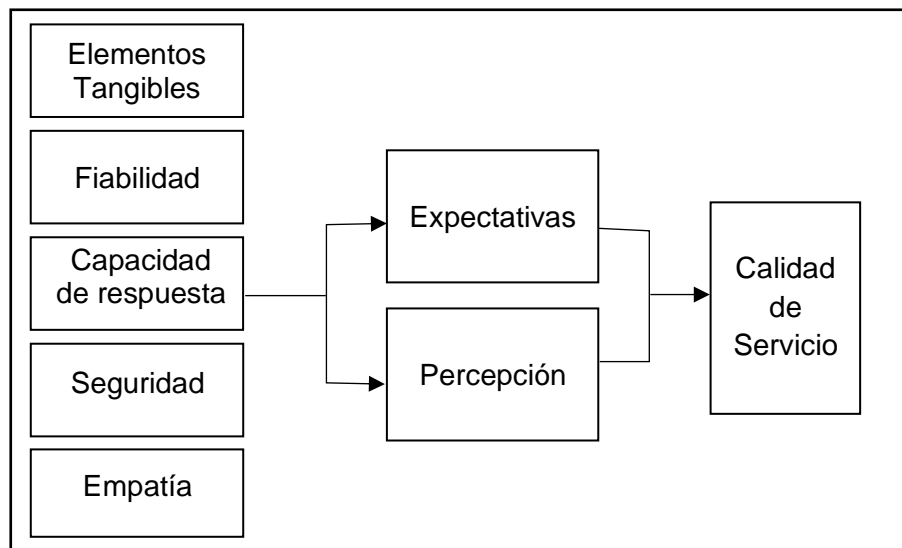 Elementos
Tangibles
Fiabilidad
Capacidad
de respuesta
Seguridad
Empatía
Expectativas
Percepción
Calidad
de
Servicio